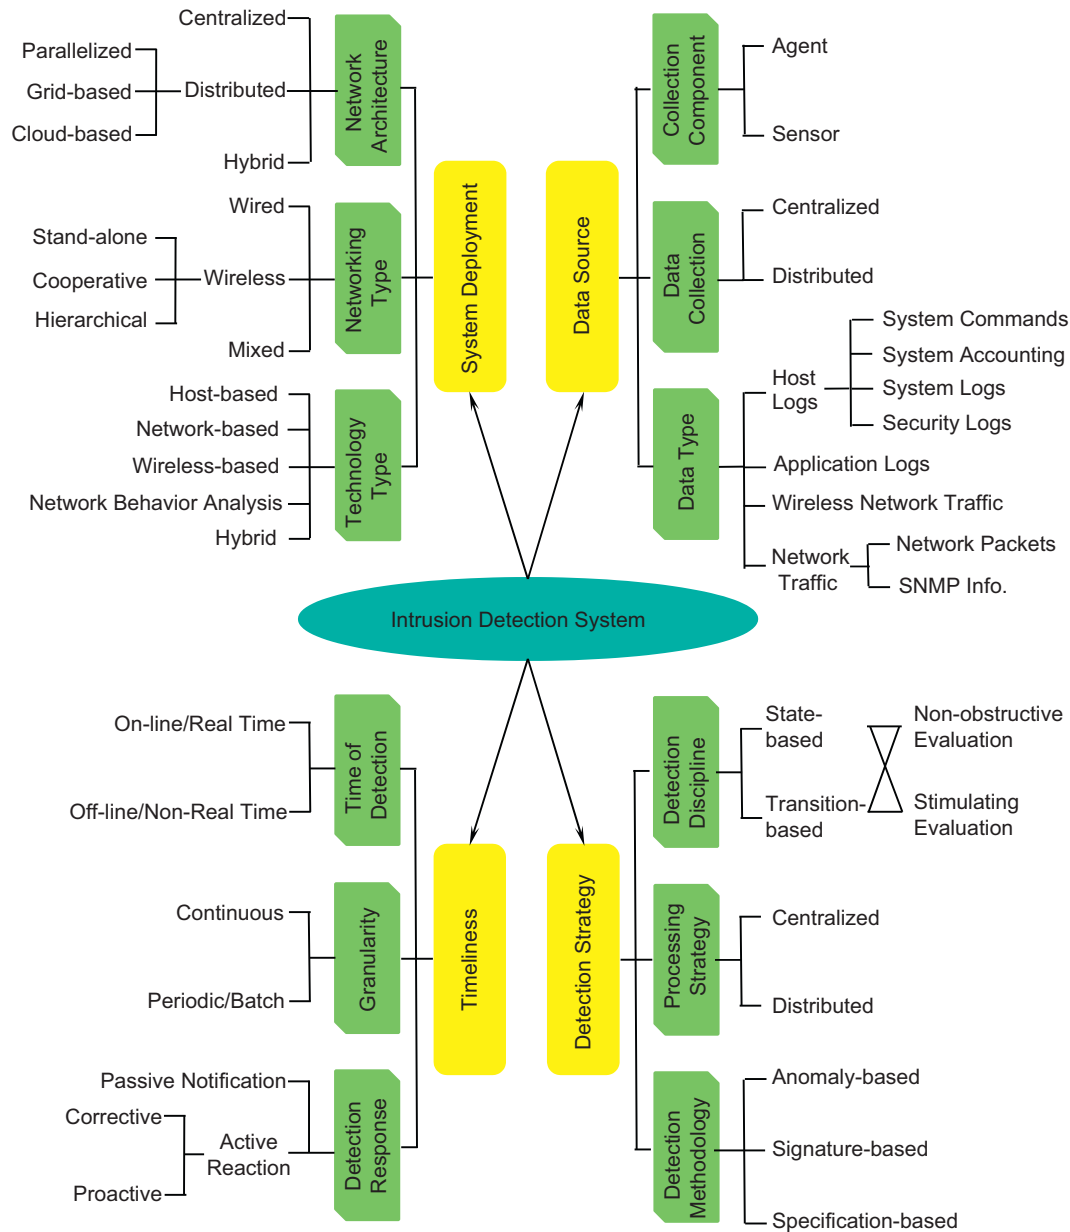 Centralized
Parallelized
Grid-based
Cloud-based
Distributed
Hybrid
Network
Architecture
Wired
Stand-alone
Cooperative
Hierarchical
Wireless
Mixed
Networking
Type
Host-based
Network-based
Wireless-based
Network Behavior Analysis
Hybrid
Technology
Type
System Deployment
Data Source
Collection
Component
Agent
Sensor
Data
Collection
Centralized
Distributed
Data Type
Host
Logs
System Commands
System Accounting
System Logs
Security Logs
Application Logs
Wireless Network Traffic
Network
Traffic
Network Packets
SNMP Info.
Intrusion Detection System
On-line/Real Time
Off-line/Non-Real Time
Time of
Detection
Continuous
Periodic/Batch
Granularity
Passive Notification
Corrective
Proactive
Active
Reaction
Detection
Response
Timeliness
Detection Strategy
Detection
Discipline
State-
based
Transition-
based
Non-obstructive
Evaluation
Stimulating
Evaluation
Processing
Strategy
Centralized
Distributed
Detection
Methodology
Anomaly-based
Signature-based
Specification-based